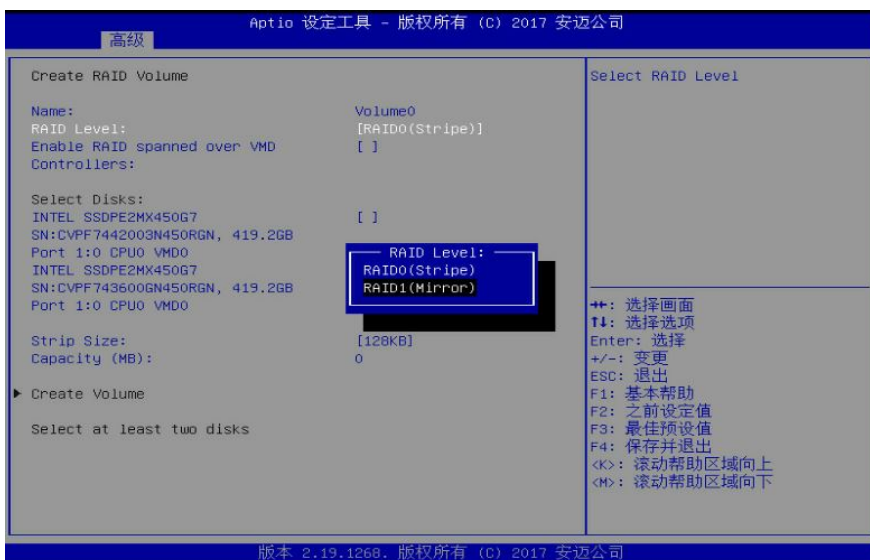 Aptio 设定工具 - 版权所有 (C) 2017 安迈公司
高级
Create RAID Volume
Name: Volume0
RAID Level: [RAID0(Stripe)]
Enable RAID spanned over VMD [ ]
Controllers:
Select Disks:
INTEL SSDPE2MX450G7 [ ]
SN:CVPF7442003N450RGN, 419.2GB
Port 1:0 CPU0 VMD0
INTEL SSDPE2MX450G7
SN:CVPF743600GN450RGN, 419.2GB
Port 1:0 CPU0 VMD0
RAID Level:
RAID0(Stripe)
RAID1(Mirror)
Strip Size: [128KB]
Capacity (MB): 0
Create Volume
Select at least two disks
Select RAID Level
→←: 选择画面
↑↓: 选择选项
Enter: 选择
+/-: 变更
ESC: 退出
F1: 基本帮助
F2: 之前设定值
F3: 最佳预设值
F4: 保存并退出
<K>: 滚动帮助区域向上
<M>: 滚动帮助区域向下
版本 2.19.1268. 版权所有 (C) 2017 安迈公司